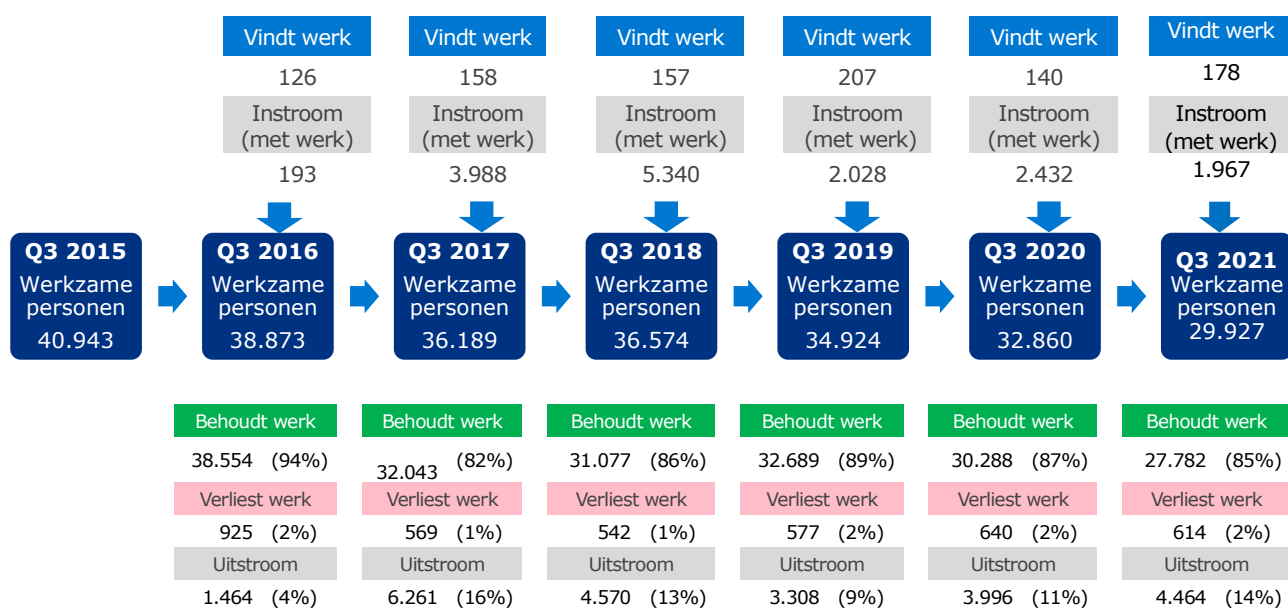 Vindt werk Vindt werk Vindt werk Vindt werk Vindt werk Vindt werk
126 158 157 207 140 178
Instroom Instroom Instroom Instroom Instroom Instroom
(met werk) (met werk) (met werk) (met werk) (met werk) (met werk)
193 3.988 5.340 2.028 2.432 1.967
Q3 2015 Q3 2016 Q3 2017 Q3 2018 Q3 2019 Q3 2020 Q3 2021
Werkzame Werkzame Werkzame Werkzame Werkzame Werkzame Werkzame
personen personen personen personen personen personen personen
40.943 38.873 36.189 36.574 34.924 32.860 29.927
Behoudt werk Behoudt werk Behoudt werk Behoudt werk Behoudt werk Behoudt werk
38.554 (94%) 32.043 (82%) 31.077 (86%) 32.689 (89%) 30.288 (87%) 27.782 (85%)
Verliest werk Verliest werk Verliest werk Verliest werk Verliest werk Verliest werk
925 (2%) 569 (1%) 542 (1%) 577 (2%) 640 (2%) 614 (2%)
Uitstroom Uitstroom Uitstroom Uitstroom Uitstroom Uitstroom
1.464 (4%) 6.261 (16%) 4.570 (13%) 3.308 (9%) 3.996 (11%) 4.464 (14%)